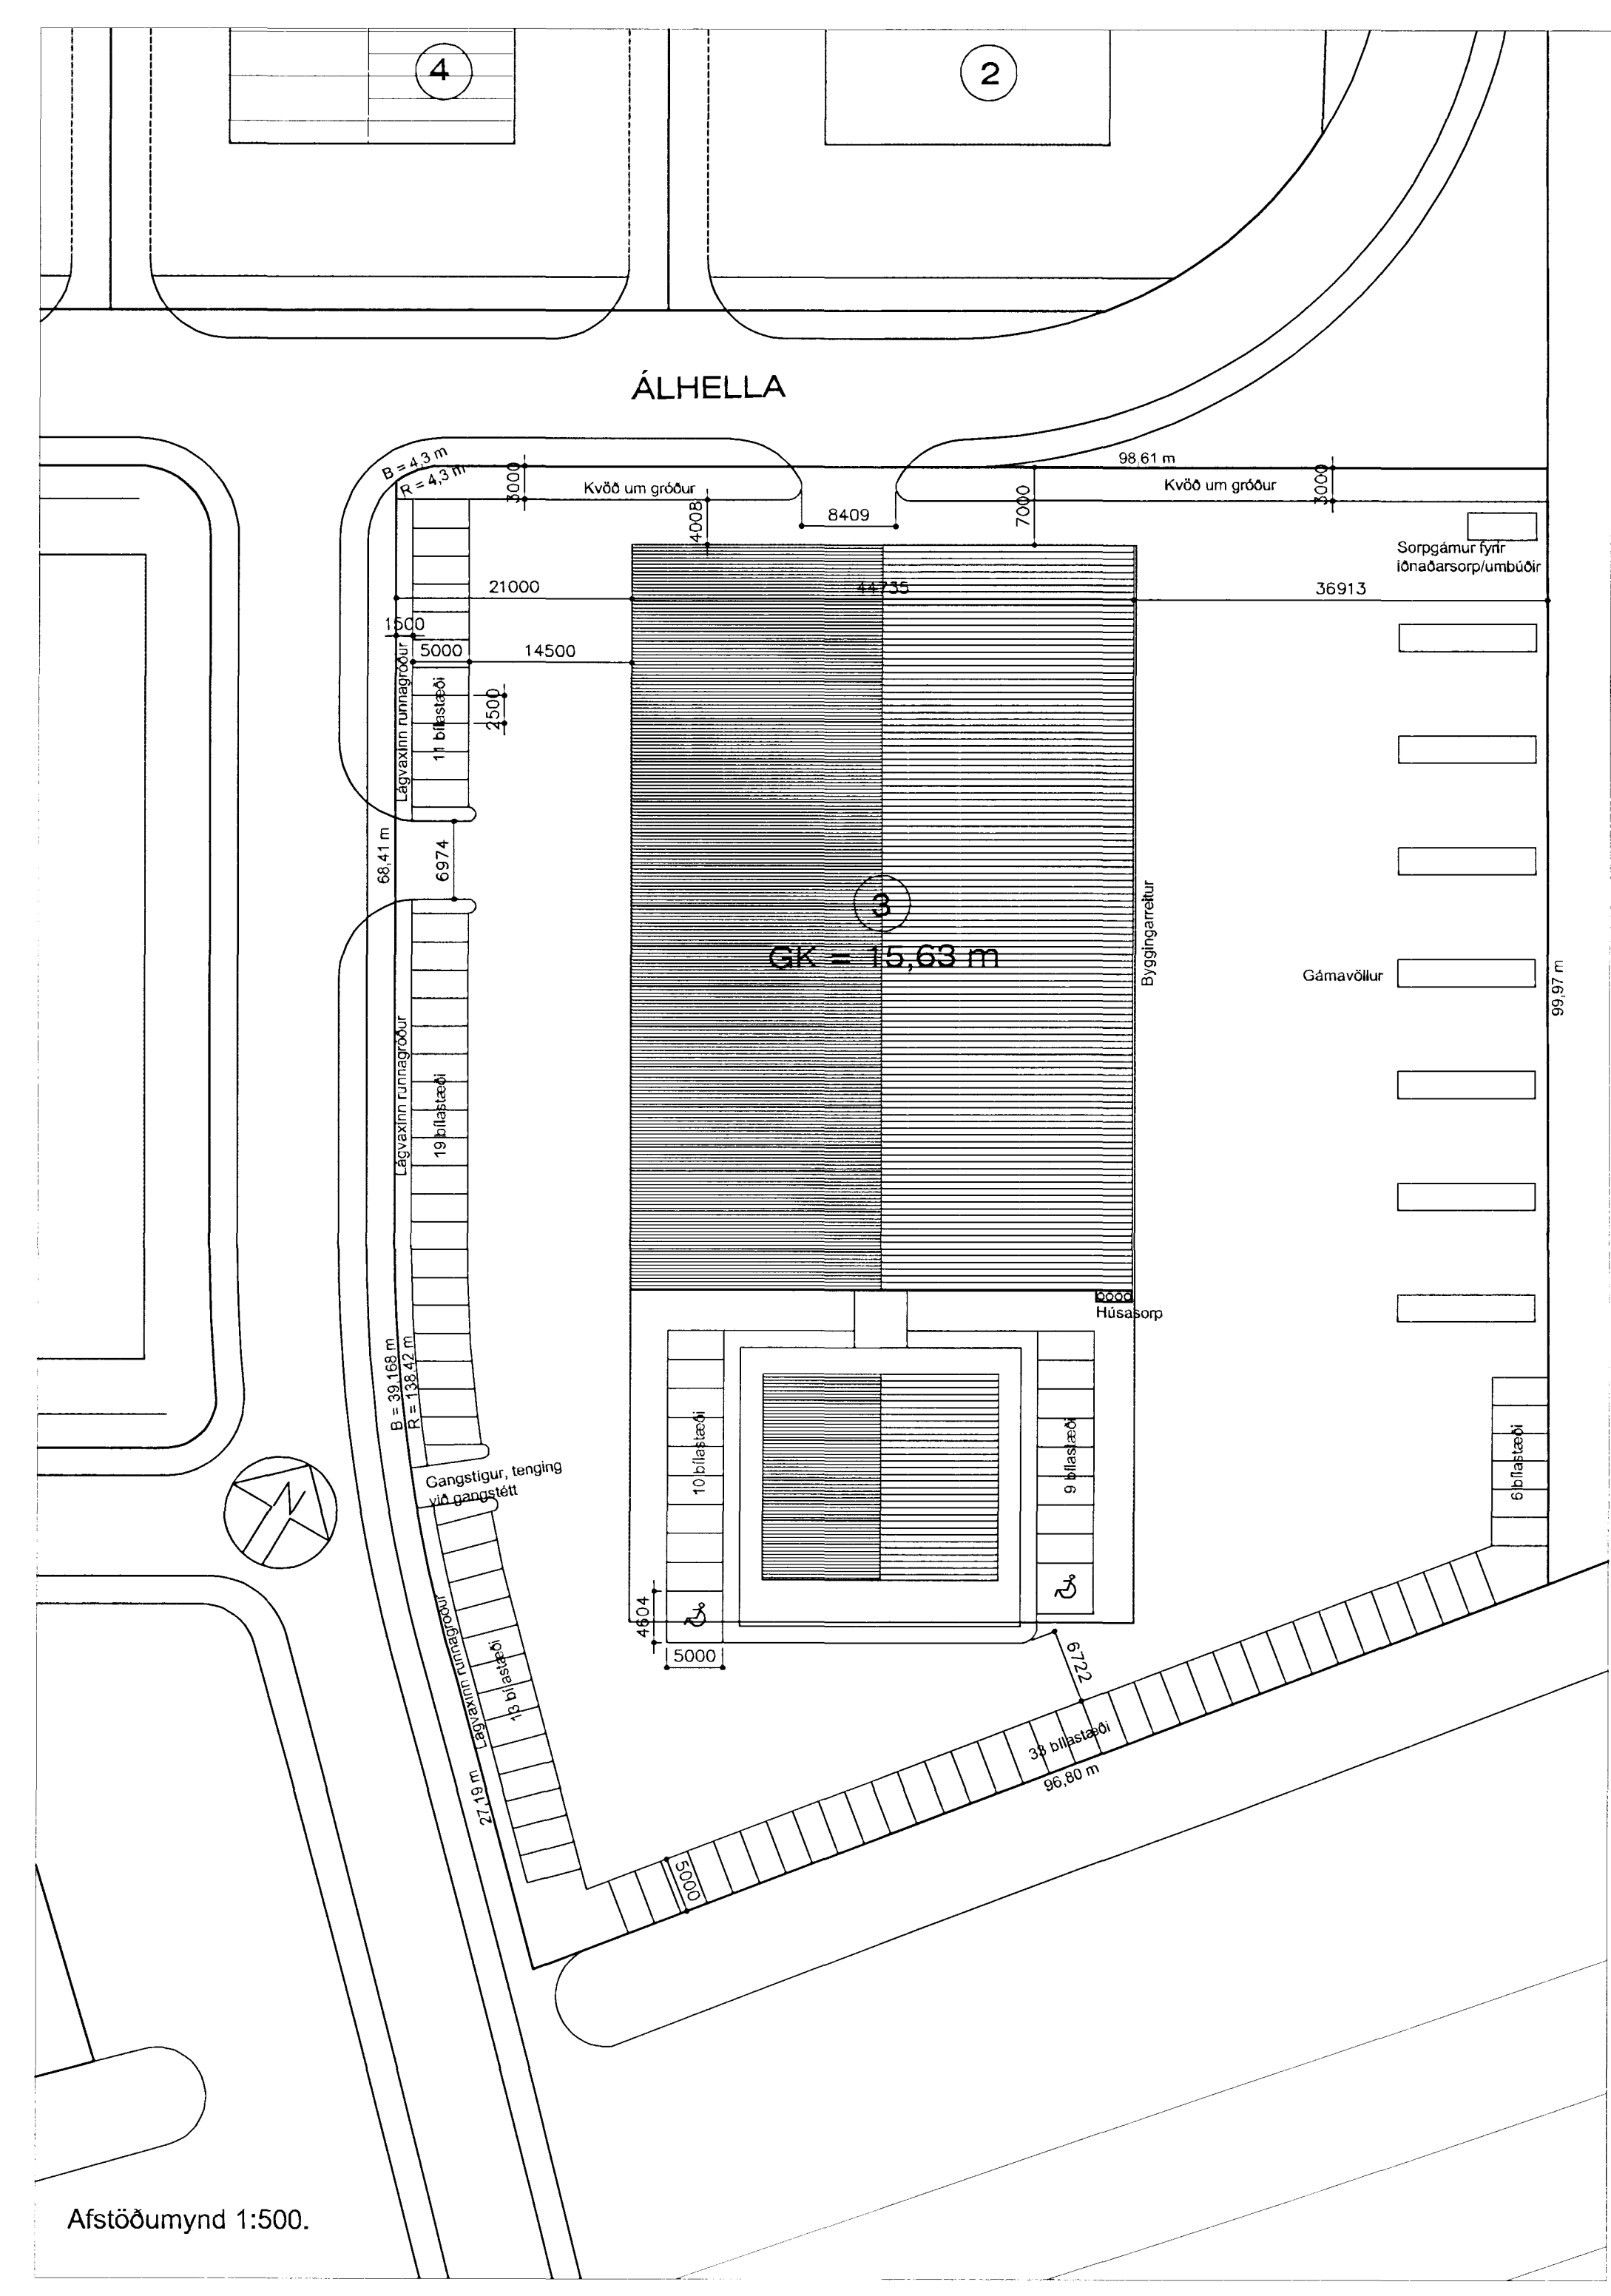 4
2
ÁLHELLA
B = 4,3 m
R = 4,3 m
3000
Kvöð um gróður
4008
8409
7000
98,61 m
Kvöð um gróður
3000
Sorpgámur fyrir
iðnaðarsorp/umbúðir
21000
44735
36913
1500
5000
14500
2500
Lágvaxinn runnagróður
11 bílastæði
68,41 m
6974
3
GK = 15,63 m
Byggingarreitur
Gámavöllur
99,97 m
Lágvaxinn runnagróður
19 bílastæði
Húsasorp
B = 39,168 m
R = 138,42 m
10 bílastæði
9 bílastæði
6 bílastæði
Gangstígur, tenging
við gangstétt
N
4604
5000
6722
Lágvaxinn runnagróður
13 bílastæði
27,19 m
33 bílastæði
96,80 m
5000
Afstöðumynd 1:500.